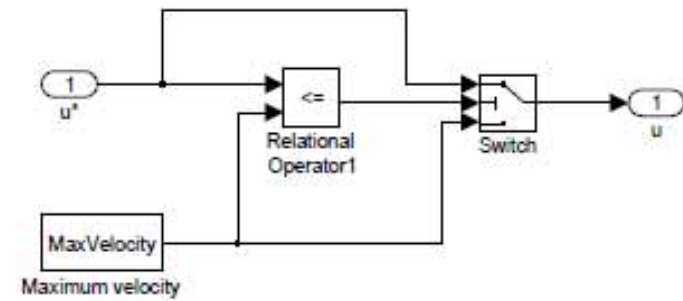 1
u*
<=
Relational
Operator1
Switch
1
u
MaxVelocity
Maximum velocity